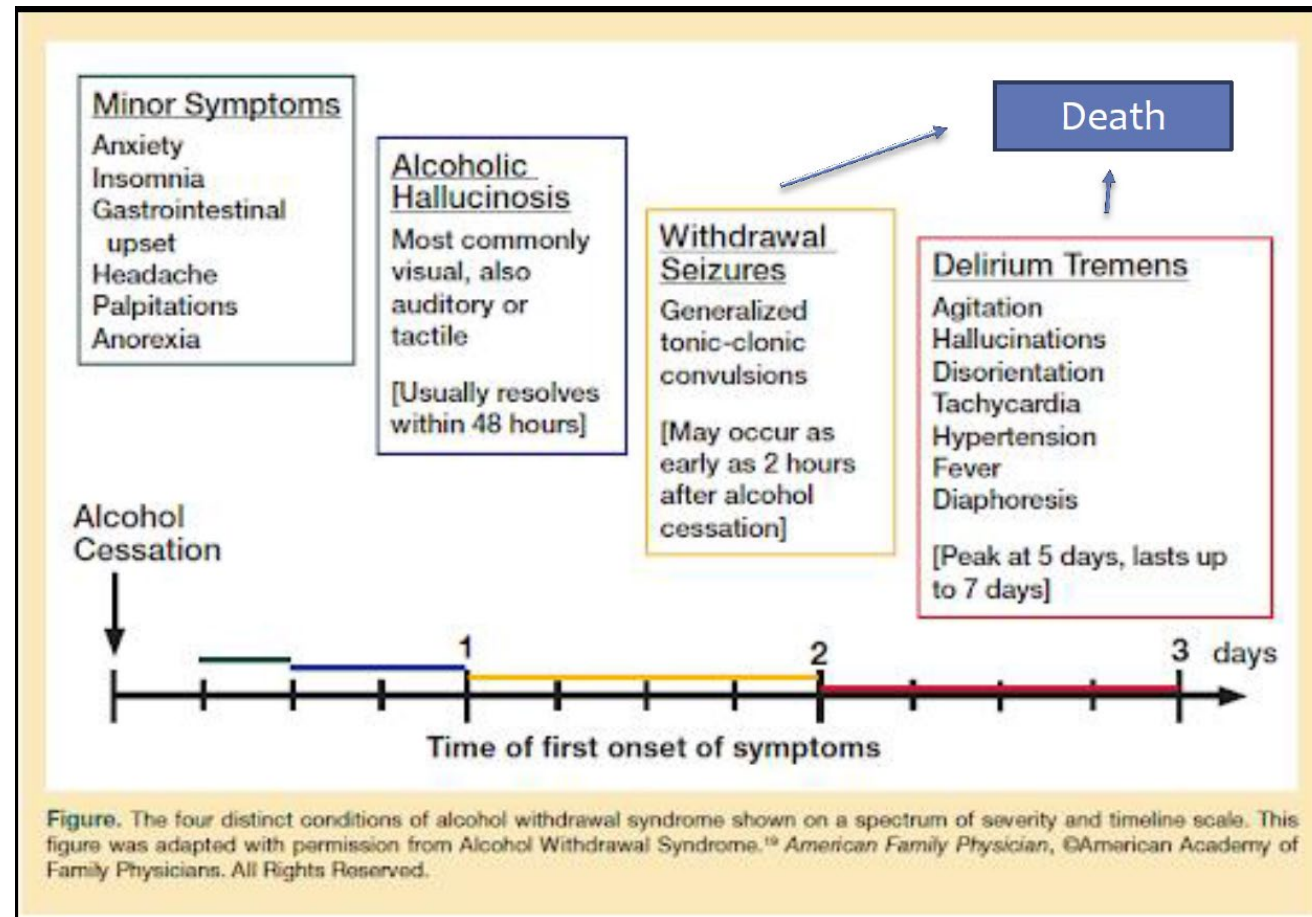 Minor Symptoms
Anxiety
Insomnia
Gastrointestinal
upset
Headache
Palpitations
Anorexia
Alcoholic
Hallucinosis
Most commonly
visual, also
auditory or
tactile
[Usually resolves
within 48 hours]
Withdrawal
Seizures
Generalized
tonic-clonic
convulsions
[May occur as
early as 2 hours
after alcohol
cessation]
Death
Delirium Tremens
Agitation
Hallucinations
Disorientation
Tachycardia
Hypertension
Fever
Diaphoresis
[Peak at 5 days, lasts up
to 7 days]
Alcohol
Cessation
1
2
3 days
Time of first onset of symptoms
Figure. The four distinct conditions of alcohol withdrawal syndrome shown on a spectrum of severity and timeline scale. This
figure was adapted with permission from Alcohol Withdrawal Syndrome.¹⁹ American Family Physician, ©American Academy of
Family Physicians. All Rights Reserved.